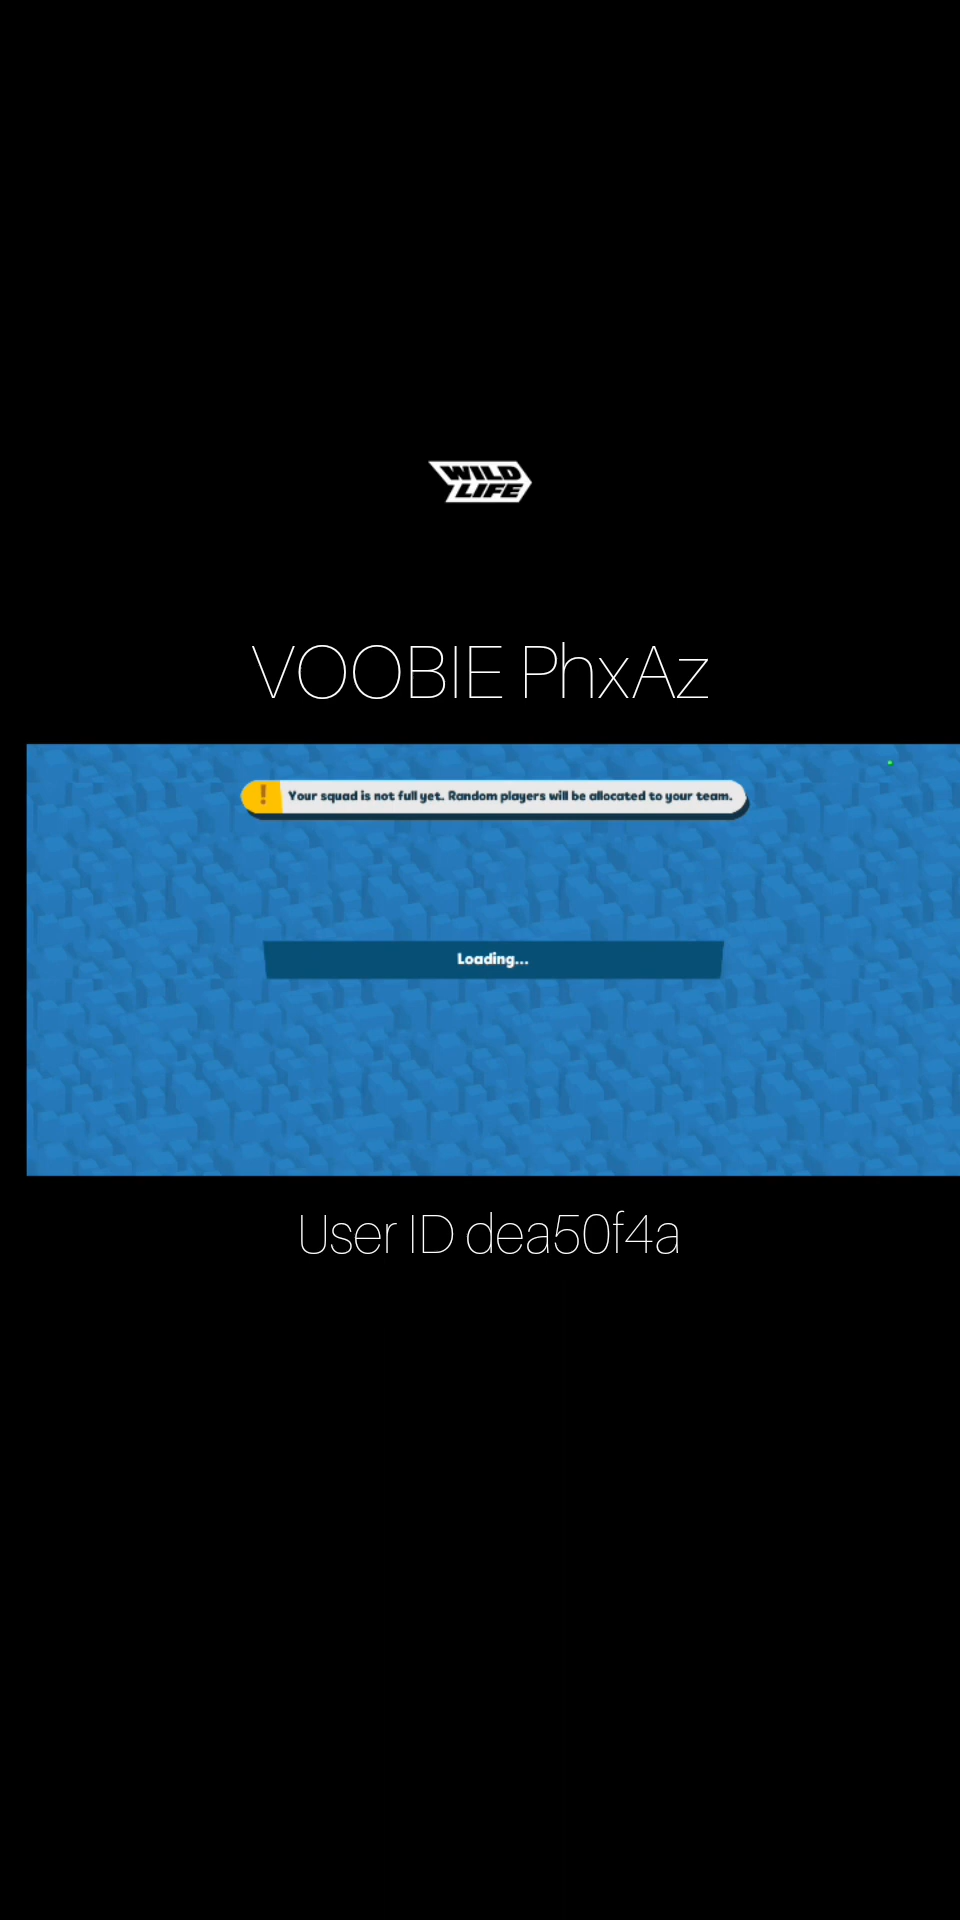 WILD
LIFE
VOOBIE PhxAz
! Your squad is not full yet. Random players will be allocated to your team.
Loading...
User ID dea50f4a